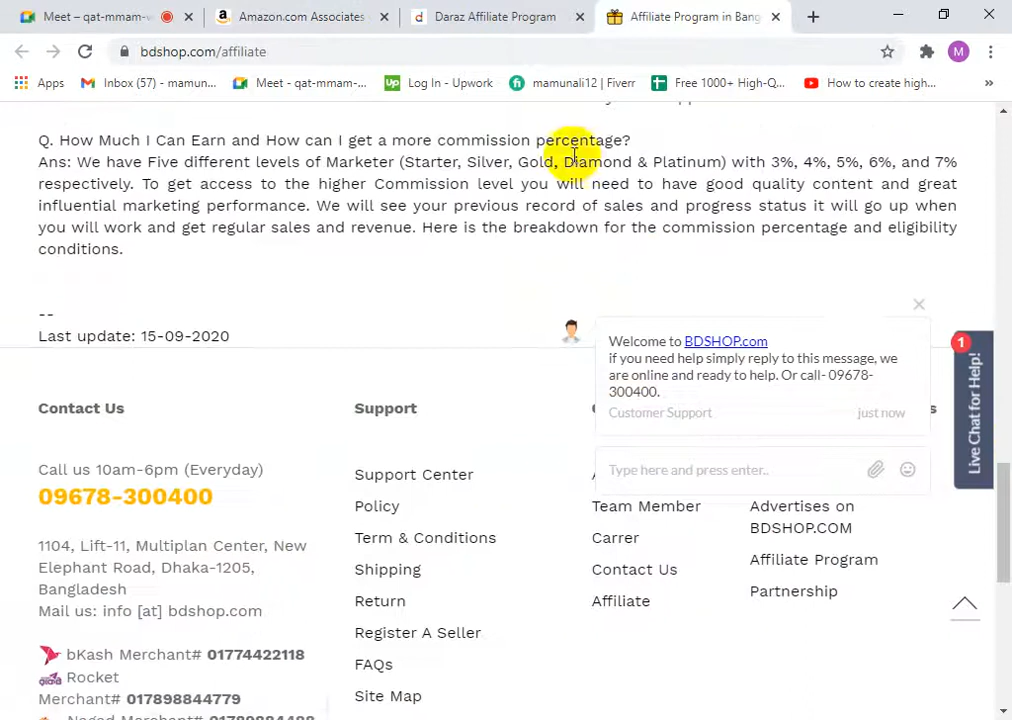 Meet – qat-mmam-
Amazon.com Associates
Daraz Affiliate Program
Affiliate Program in Bang
bdshop.com/affiliate
M
Apps
Inbox (57) - mamun...
Meet - qat-mmam-...
Log In - Upwork
mamunali12 | Fiverr
Free 1000+ High-Q...
How to create high...
Q. How Much I Can Earn and How can I get a more commission percentage?
Ans: We have Five different levels of Marketer (Starter, Silver, Gold, Diamond & Platinum) with 3%, 4%, 5%, 6%, and 7%
respectively. To get access to the higher Commission level you will need to have good quality content and great
influential marketing performance. We will see your previous record of sales and progress status it will go up when
you will work and get regular sales and revenue. Here is the breakdown for the commission percentage and eligibility
conditions.
--
Last update: 15-09-2020
Welcome to BDSHOP.com
if you need help simply reply to this message, we
are online and ready to help. Or call- 09678-
300400.
Customer Support just now
Type here and press enter..
1
Live Chat for Help!
Contact Us
Call us 10am-6pm (Everyday)
09678-300400
1104, Lift-11, Multiplan Center, New
Elephant Road, Dhaka-1205,
Bangladesh
Mail us: info [at] bdshop.com
bKash Merchant# 01774422118
Rocket
Merchant# 017898844779
Support
Support Center
Policy
Term & Conditions
Shipping
Return
Register A Seller
FAQs
Site Map
Team Member
Carrer
Contact Us
Affiliate
Advertises on
BDSHOP.COM
Affiliate Program
Partnership